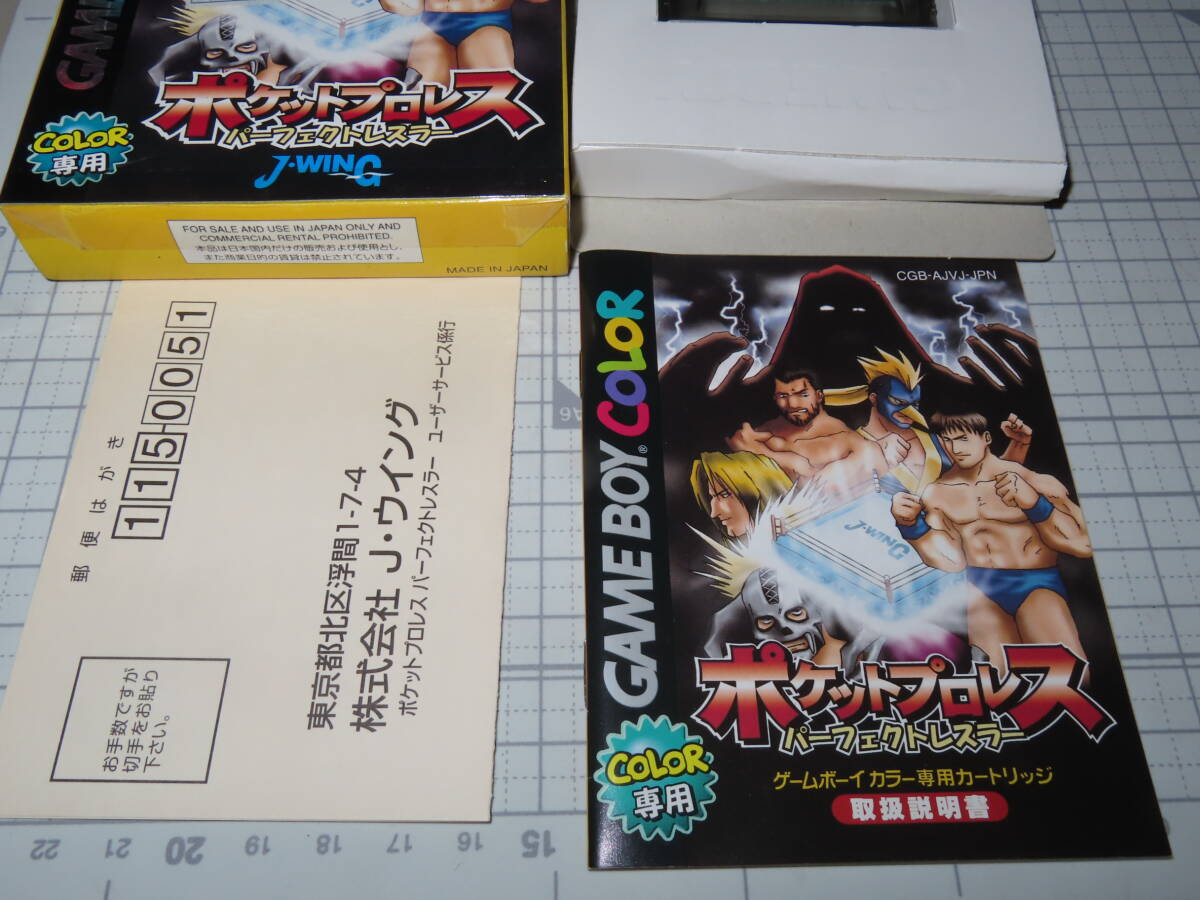 GAME
ポケットプロレス
パーフェクトレスラー
COLOR
専用
J・WING
FOR SALE AND USE IN JAPAN ONLY AND
COMMERCIAL RENTAL PROHIBITED.
本品は日本国内だけの販売および使用とし、
また商業目的の賃貸は禁止されています。
MADE IN JAPAN
郵便はがき
115-0051
東京都北区浮間1-7-4
株式会社 J・ウイング
ポケットプロレス パーフェクトレスラー ユーザーサービス係行
お手数ですが
切手をお貼り
下さい。
CGB-AJVJ-JPN
GAME BOY® COLOR
J-WING
ポケットプロレス
パーフェクトレスラー
COLOR
専用
ゲームボーイカラー専用カートリッジ
取扱説明書
A6
22 21 20 19 18 17 16 15